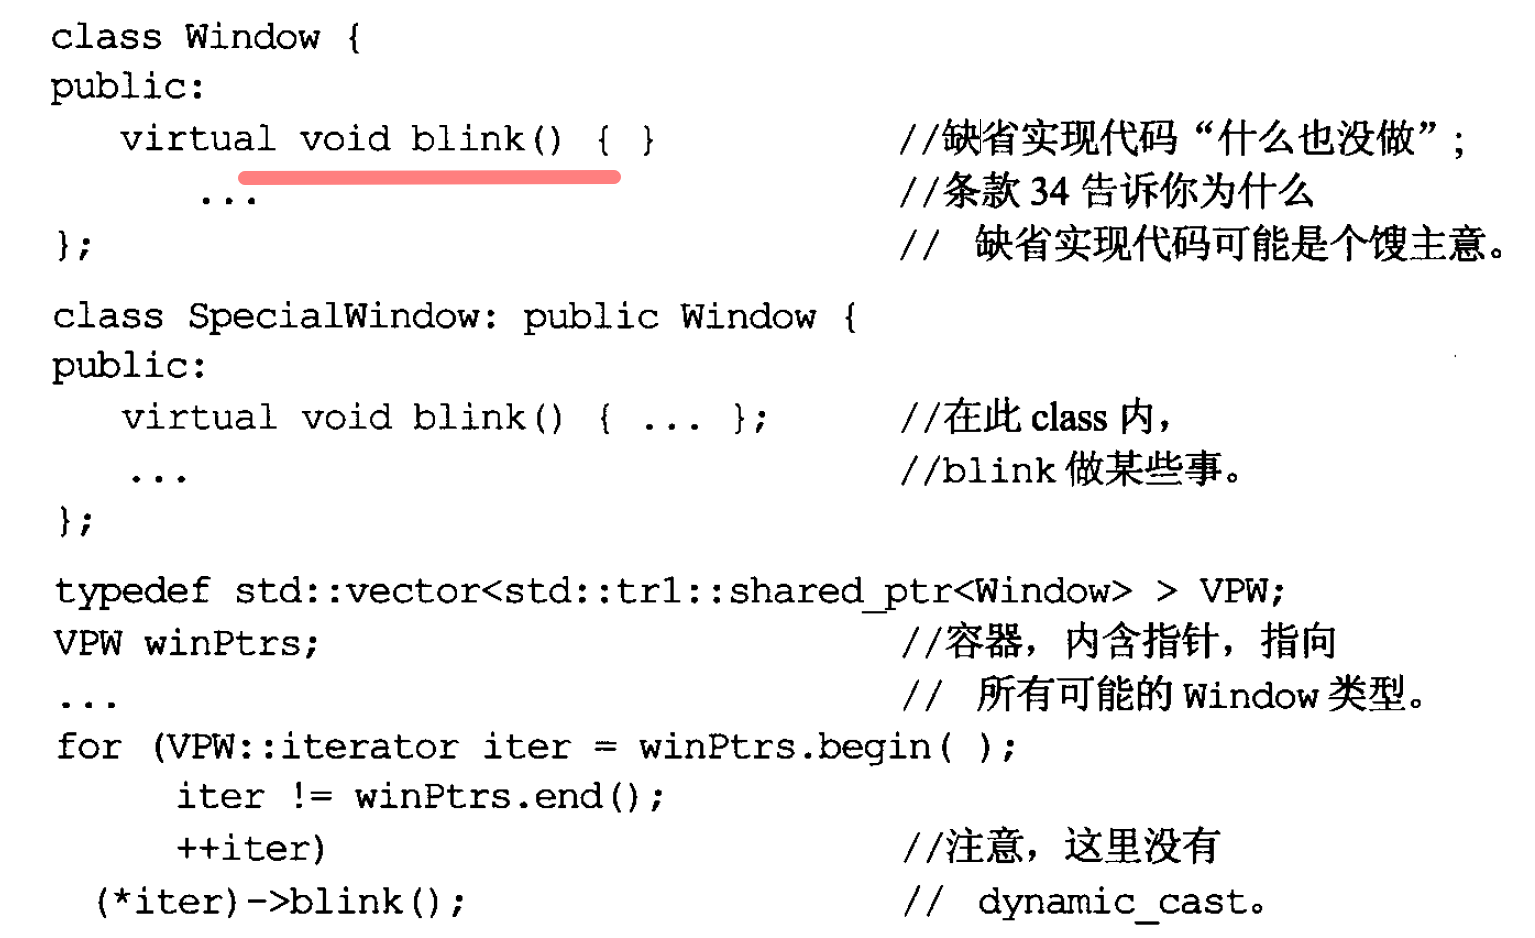 class Window {
public:
virtual void blink() { } //缺省实现代码“什么也没做”;
... //条款 34 告诉你为什么
}; // 缺省实现代码可能是个馊主意。
class SpecialWindow: public Window {
public:
virtual void blink() { ... }; //在此 class 内,
... //blink 做某些事。
};
typedef std::vector<std::tr1::shared_ptr<Window> > VPW;
VPW winPtrs; //容器，内含指针，指向
... // 所有可能的 Window 类型。
for (VPW::iterator iter = winPtrs.begin( );
iter != winPtrs.end();
++iter) //注意，这里没有
(*iter)->blink(); // dynamic_cast。